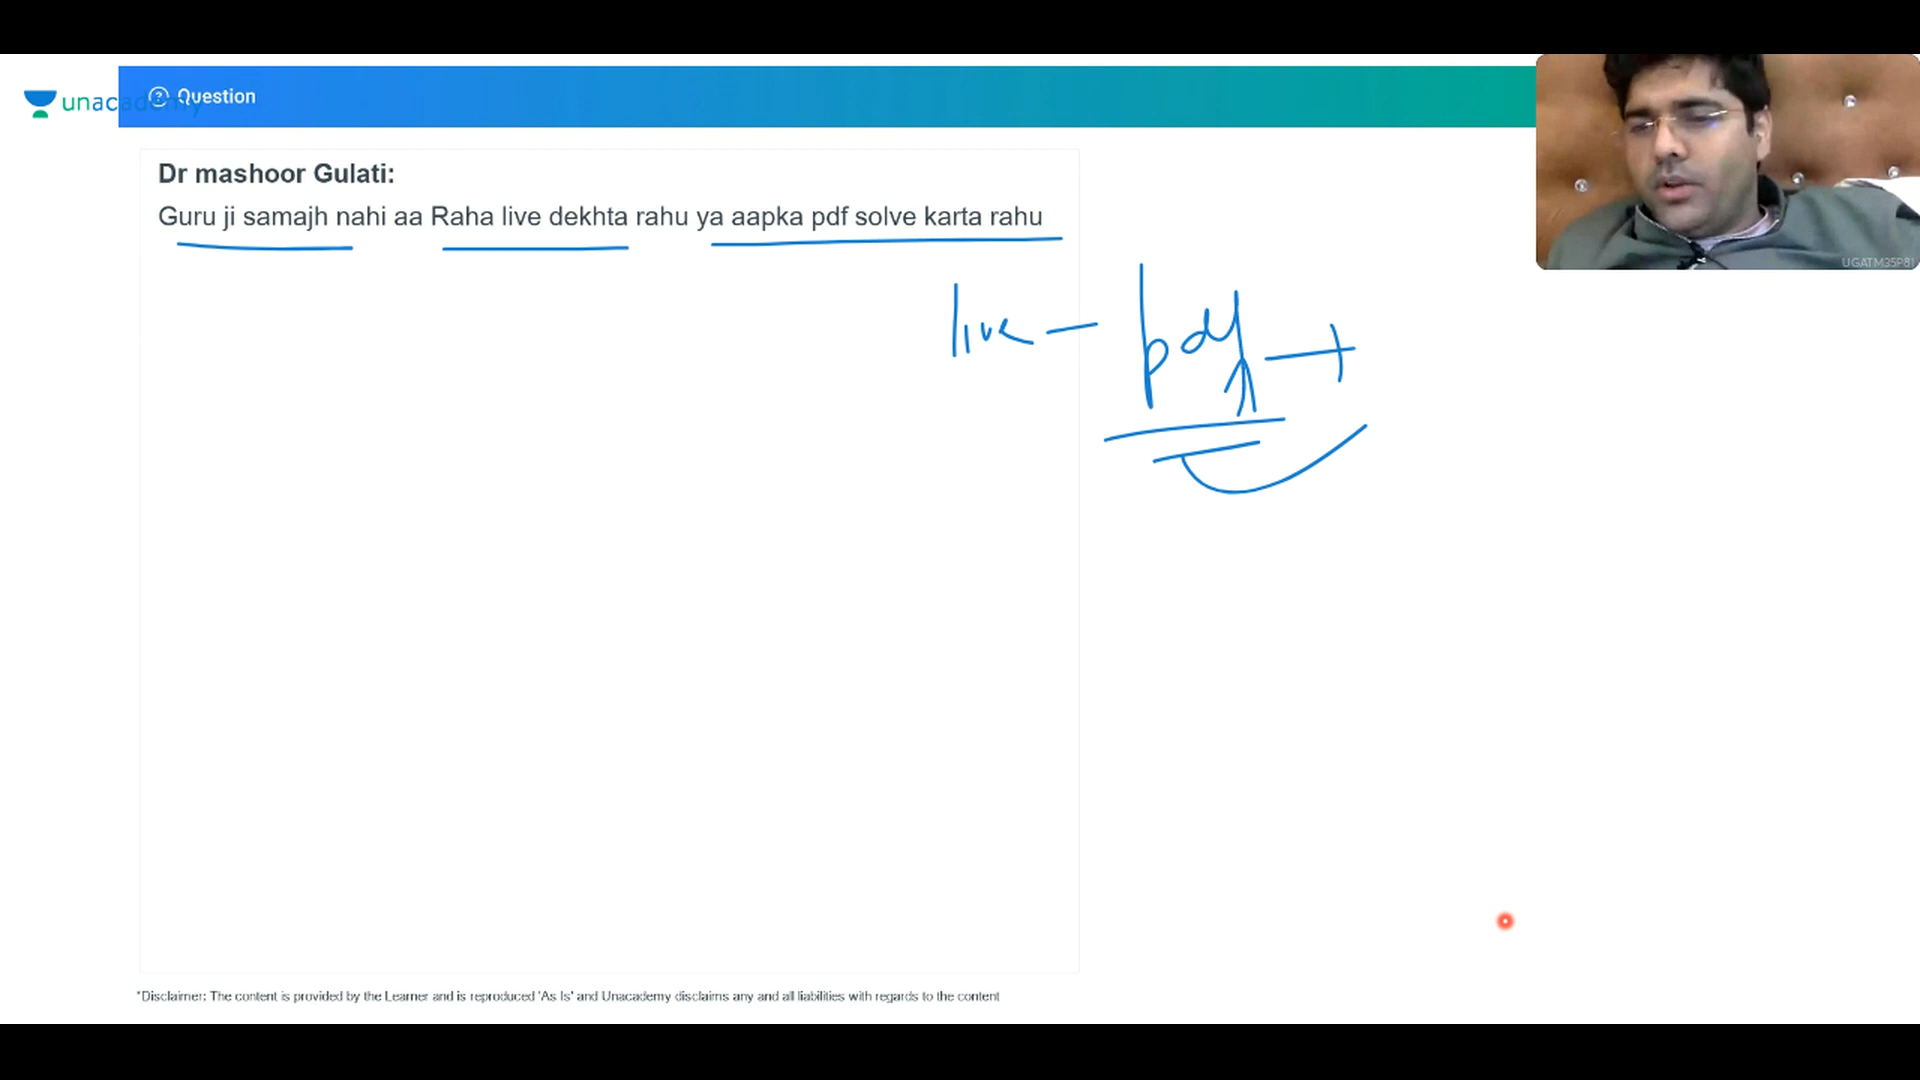 unacademy
Question
UGATM35P81
Dr mashoor Gulati:
Guru ji samajh nahi aa Raha live dekhta rahu ya aapka pdf solve karta rahu
live - pdf
*Disclaimer: The content is provided by the Learner and is reproduced 'As Is' and Unacademy disclaims any and all liabilities with regards to the content